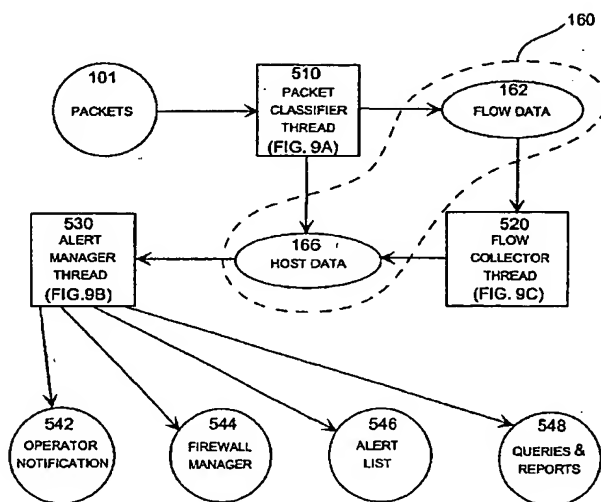 160
101
PACKETS
510
PACKET
CLASSIFIER
THREAD
(FIG. 9A)
162
FLOW DATA
530
ALERT
MANAGER
THREAD
(FIG.9B)
166
HOST DATA
520
FLOW
COLLECTOR
THREAD
(FIG. 9C)
542
OPERATOR
NOTIFICATION
544
FIREWALL
MANAGER
546
ALERT
LIST
548
QUERIES &
REPORTS